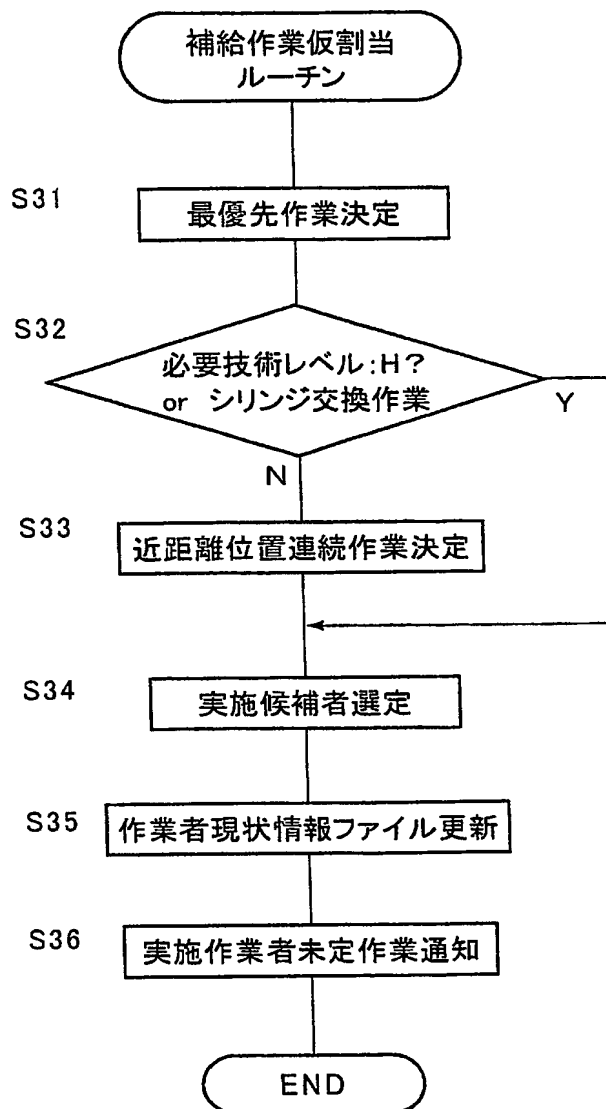 補給作業仮割当
ルーチン
S31
最優先作業決定
S32
必要技術レベル:H?
or シリンジ交換作業
Y
N
S33
近距離位置連続作業決定
S34
実施候補者選定
S35
作業者現状情報ファイル更新
S36
実施作業者未定作業通知
END